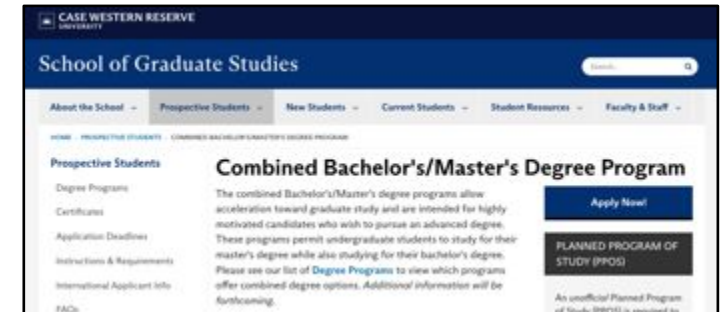 CASE WESTERN RESERVE
UNIVERSITY
School of Graduate Studies
Search...
About the School Prospective Students New Students Current Students Student Resources Faculty & Staff
HOME PROSPECTIVE STUDENTS COMBINED BACHELOR'S/MASTER'S DEGREE PROGRAM
Prospective Students
Degree Programs
Certificates
Application Deadlines
Instructions & Requirements
International Applicant Info
FAQs
Combined Bachelor's/Master's Degree Program
The combined Bachelor's/Master's degree programs allow
acceleration toward graduate study and are intended for highly
motivated candidates who wish to pursue an advanced degree.
These programs permit undergraduate students to study for their
master's degree while also studying for their bachelor's degree.
Please see our list of Degree Programs to view which programs
offer combined degree options. Additional information will be
forthcoming.
Apply Now!
PLANNED PROGRAM OF
STUDY (PPOS)
An unofficial Planned Program
of Study (PPOS) is required to